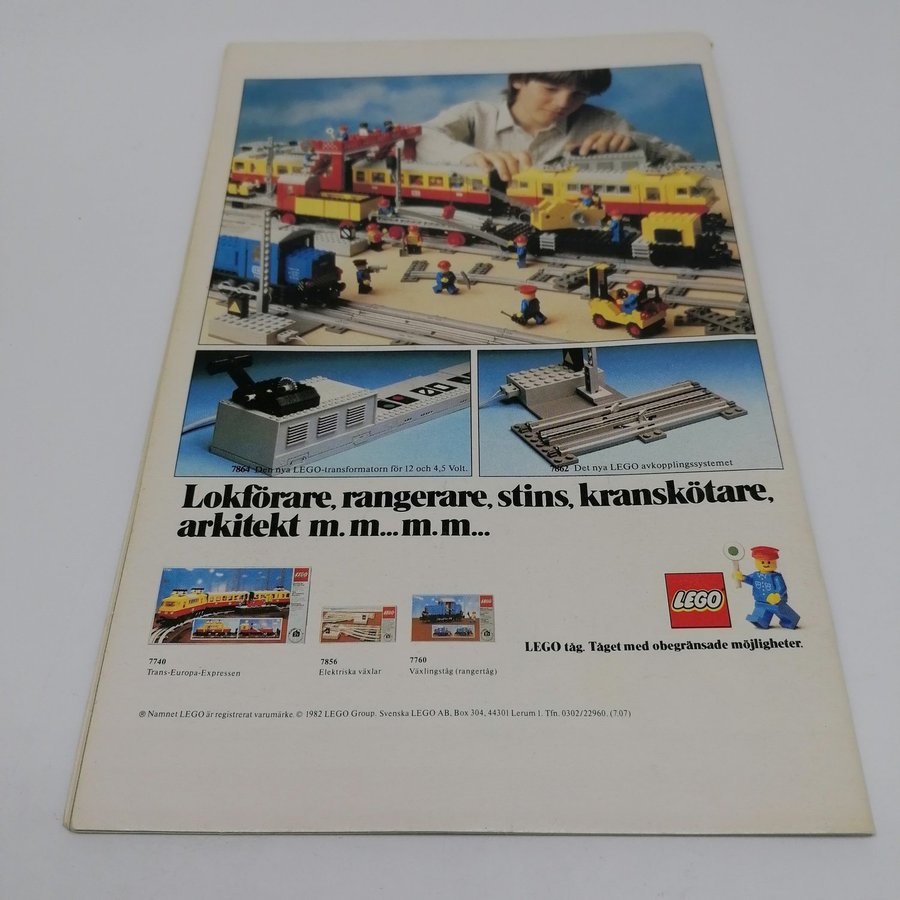 7864 Den nya LEGO-transformatorn för 12 och 4,5 Volt.
7862 Det nya LEGO avkopplingssystemet
Lokförare, rangerare, stins, kranskötare,
arkitekt m.m...m.m...
LEGO
LEGO
LEGO
LEGO
7740
Trans-Europa-Expressen
7856
Elektriska växlar
7760
Växlingståg (rangertåg)
LEGO tåg. Tåget med obegränsade möjligheter.
® Namnet LEGO är registrerat varumärke. © 1982 LEGO Group. Svenska LEGO AB, Box 304, 44301 Lerum 1. Tfn. 0302/22960. (7.07)